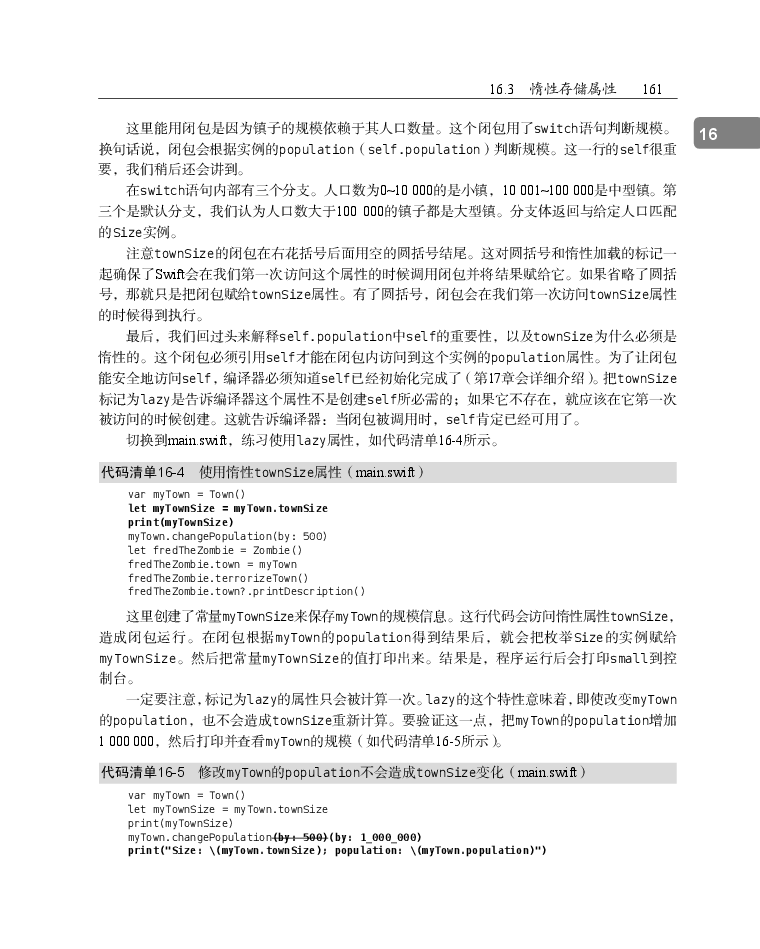 16.3 惰性存储属性 161
16
这里能用闭包是因为镇子的规模依赖于其人口数量。这个闭包用了switch语句判断规模。
换句话说，闭包会根据实例的population（self.population）判断规模。这一行的self很重
要，我们稍后还会讲到。
在switch语句内部有三个分支。人口数为0~10 000的是小镇，10 001~100 000是中型镇。第
三个是默认分支，我们认为人口数大于100 000的镇子都是大型镇。分支体返回与给定人口匹配
的Size实例。
注意townSize的闭包在右花括号后面用空的圆括号结尾。这对圆括号和惰性加载的标记一
起确保了Swift会在我们第一次访问这个属性的时候调用闭包并将结果赋给它。如果省略了圆括
号，那就只是把闭包赋给townSize属性。有了圆括号，闭包会在我们第一次访问townSize属性
的时候得到执行。
最后，我们回过头来解释self.population中self的重要性，以及townSize为什么必须是
惰性的。这个闭包必须引用self才能在闭包内访问到这个实例的population属性。为了让闭包
能安全地访问self，编译器必须知道self已经初始化完成了（第17章会详细介绍）。把townSize
标记为lazy是告诉编译器这个属性不是创建self所必需的；如果它不存在，就应该在它第一次
被访问的时候创建。这就告诉编译器：当闭包被调用时，self肯定已经可用了。
切换到main.swift，练习使用lazy属性，如代码清单16-4所示。
代码清单16-4 使用惰性townSize属性（main.swift）
var myTown = Town()
let myTownSize = myTown.townSize
print(myTownSize)
myTown.changePopulation(by: 500)
let fredTheZombie = Zombie()
fredTheZombie.town = myTown
fredTheZombie.terrorizeTown()
fredTheZombie.town?.printDescription()
这里创建了常量myTownSize来保存myTown的规模信息。这行代码会访问惰性属性townSize，
造成闭包运行。在闭包根据myTown的population得到结果后，就会把枚举Size的实例赋给
myTownSize。然后把常量myTownSize的值打印出来。结果是，程序运行后会打印small到控
制台。
一定要注意，标记为lazy的属性只会被计算一次。lazy的这个特性意味着，即使改变myTown
的population，也不会造成townSize重新计算。要验证这一点，把myTown的population增加
1 000 000，然后打印并查看myTown的规模（如代码清单16-5所示）。
代码清单16-5 修改myTown的population不会造成townSize变化（main.swift）
var myTown = Town()
let myTownSize = myTown.townSize
print(myTownSize)
myTown.changePopulation(by: 500)(by: 1_000_000)
print("Size: \(myTown.townSize); population: \(myTown.population)")